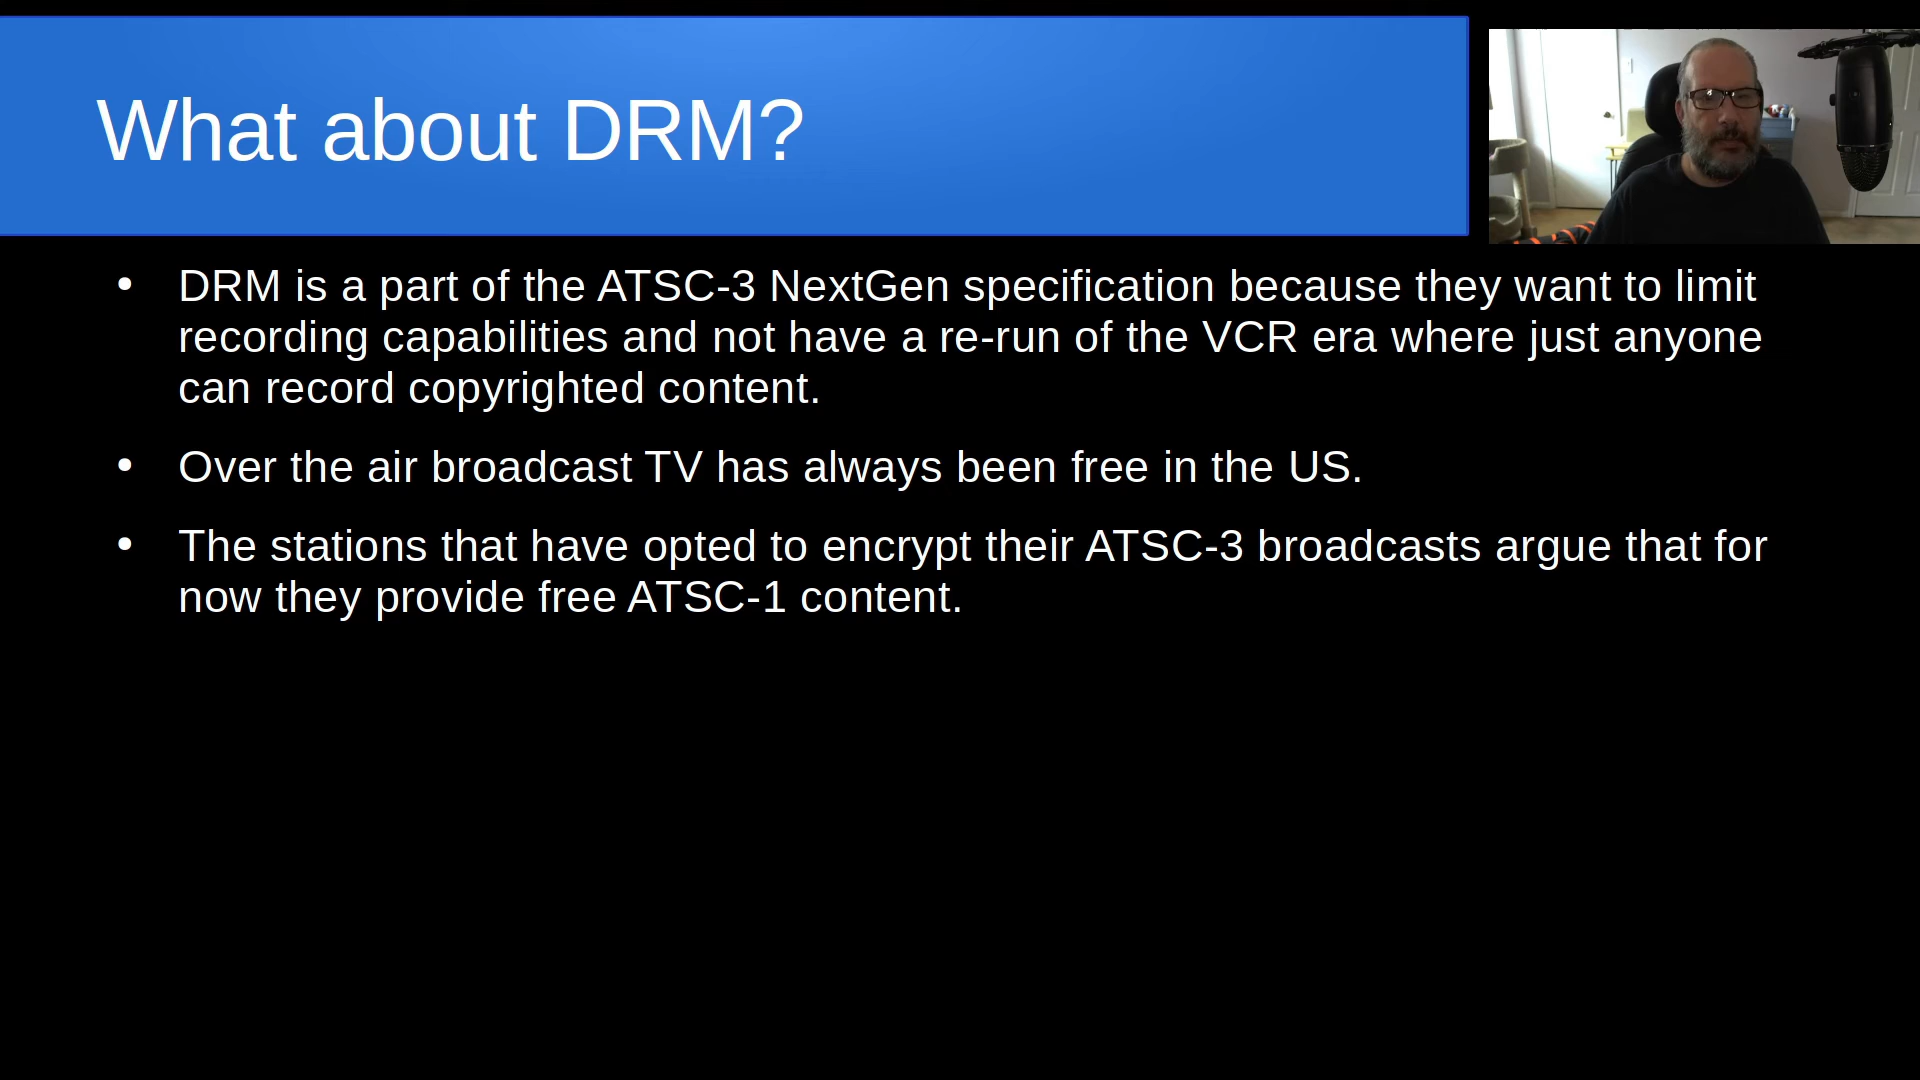 What about DRM?
• DRM is a part of the ATSC-3 NextGen specification because they want to limit
recording capabilities and not have a re-run of the VCR era where just anyone
can record copyrighted content.
• Over the air broadcast TV has always been free in the US.
• The stations that have opted to encrypt their ATSC-3 broadcasts argue that for
now they provide free ATSC-1 content.